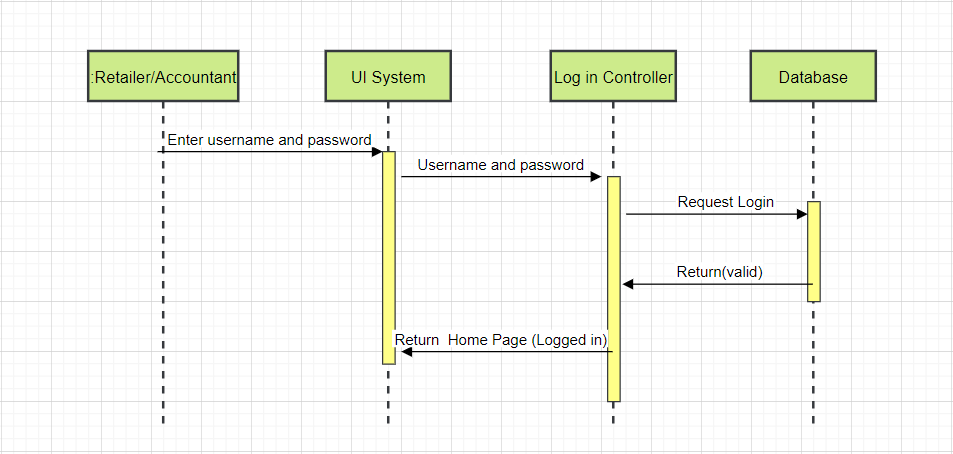 :Retailer/Accountant
UI System
Log in Controller
Database
Enter username and password
Username and password
Request Login
Return(valid)
Return  Home Page (Logged in)